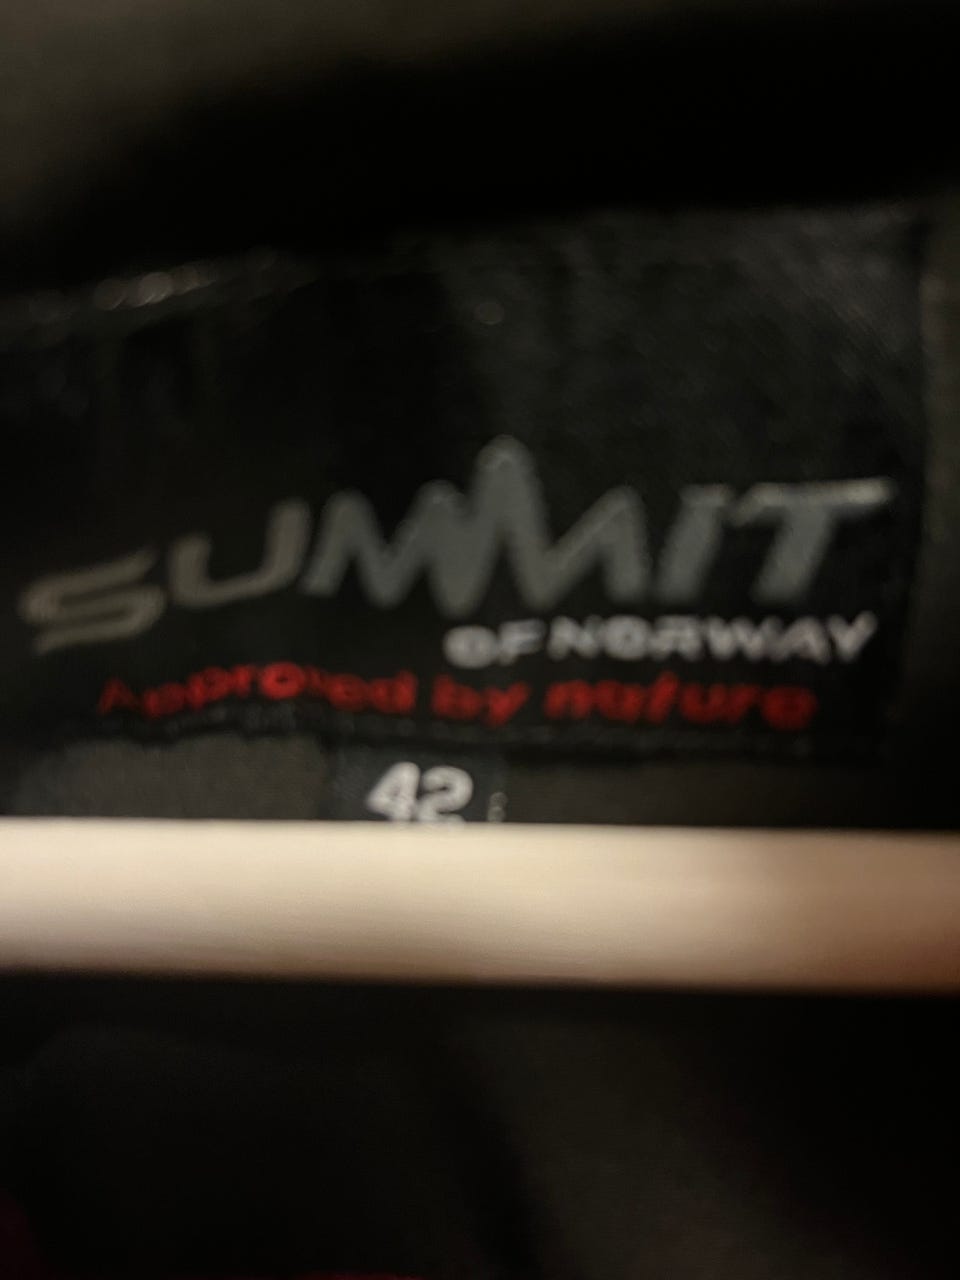 SUMMIT
OF NORWAY
Approved by nature
42